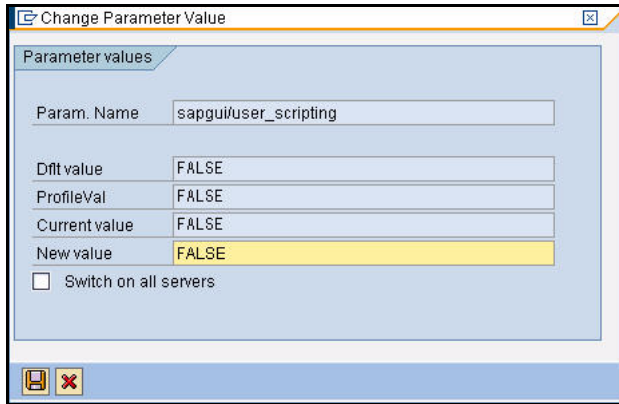 Change Parameter Value
Parameter values
Param. Name sapgui/user_scripting
Dflt value FALSE
ProfileVal FALSE
Current value FALSE
New value FALSE
Switch on all servers